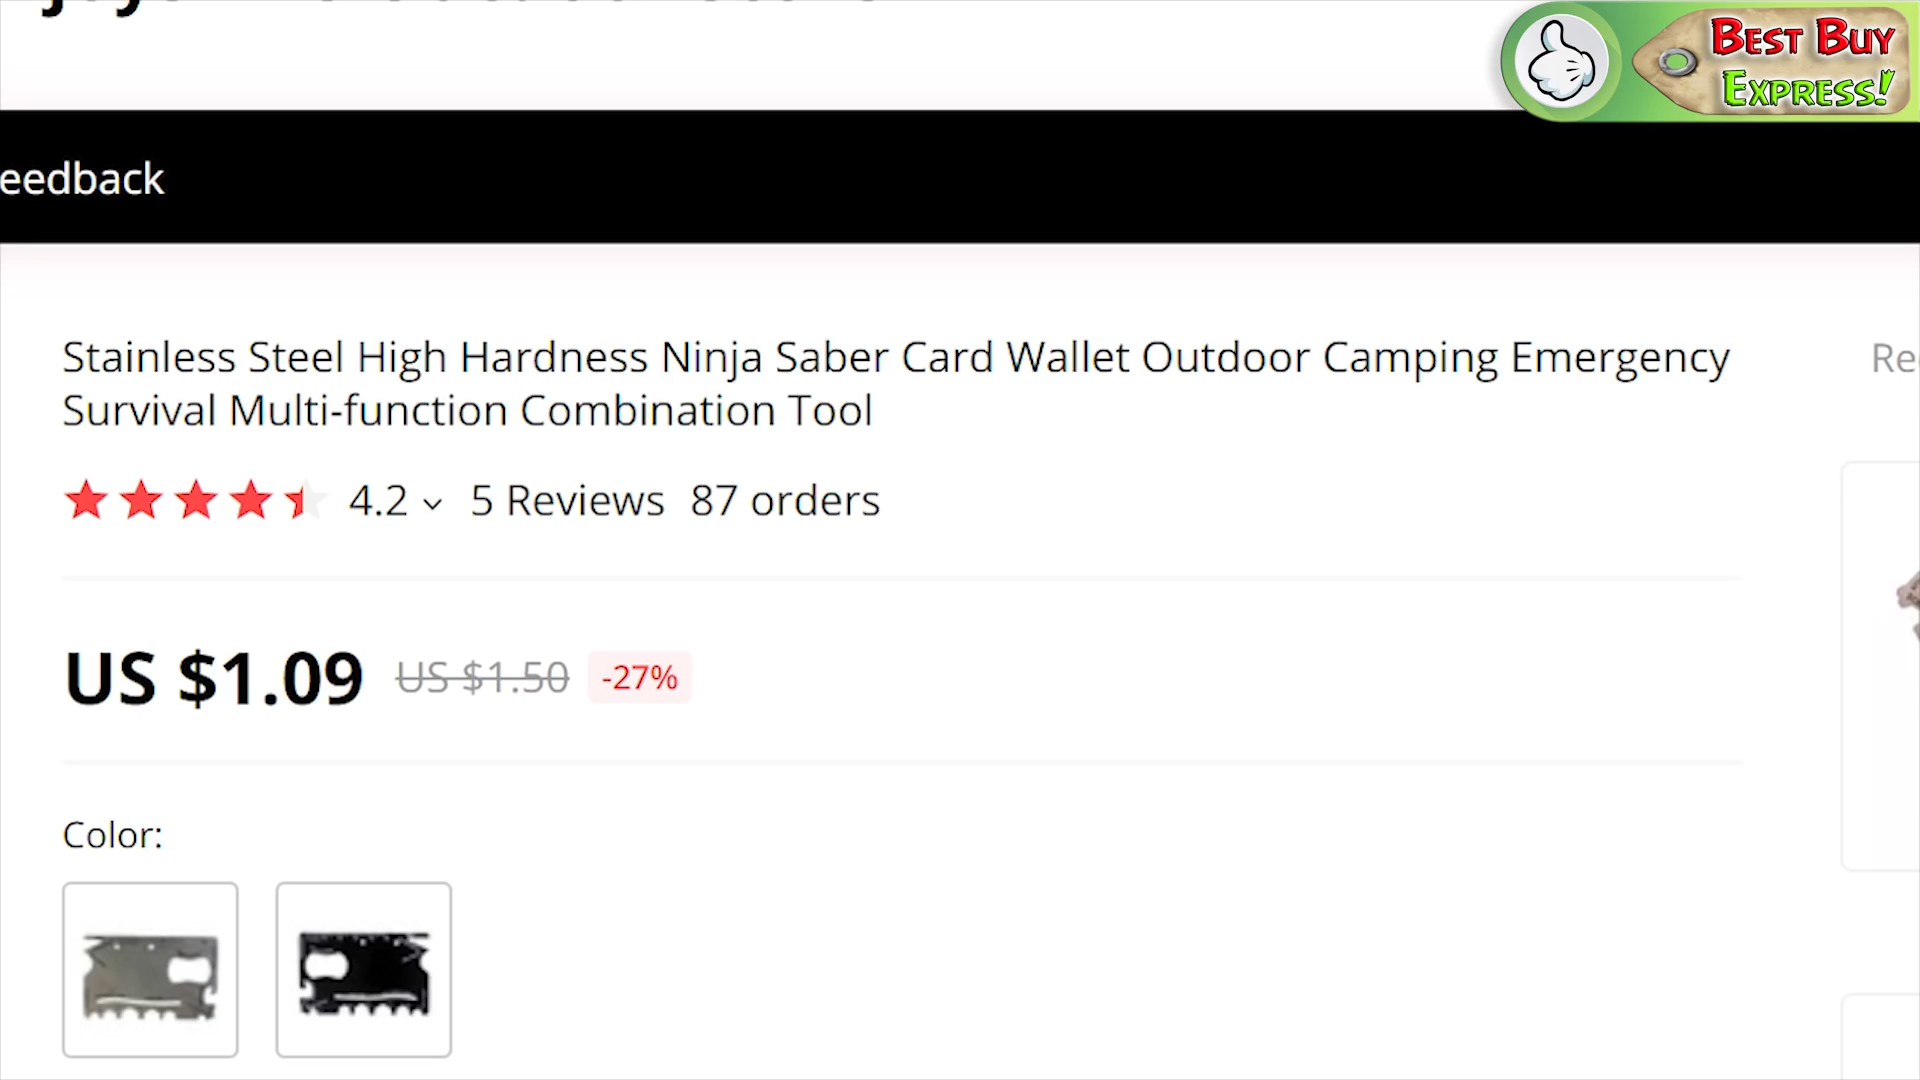 BEST BUY
EXPRESS!
eedback
Stainless Steel High Hardness Ninja Saber Card Wallet Outdoor Camping Emergency
Survival Multi-function Combination Tool
Re
4.2 5 Reviews 87 orders
US $1.09 US $1.50 -27%
Color: